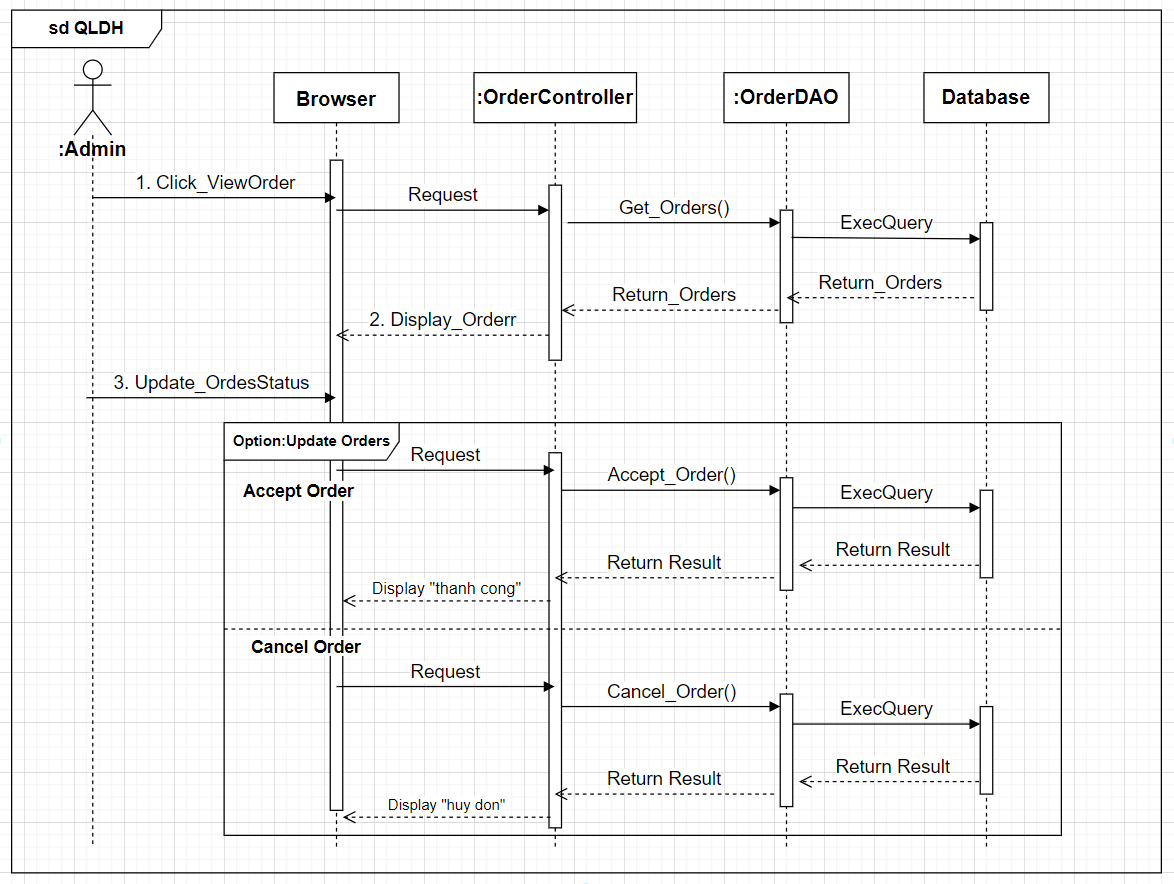 sd QLDH
Browser
:OrderController
:OrderDAO
Database
:Admin
1. Click_ViewOrder
Request
Get_Orders()
ExecQuery
Return_Orders
Return_Orders
2. Display_Orderr
3. Update_OrdesStatus
Option:Update Orders
Request
Accept Order
Accept_Order()
ExecQuery
Return Result
Return Result
Display "thanh cong"
Cancel Order
Request
Cancel_Order()
ExecQuery
Return Result
Return Result
Display "huy don"